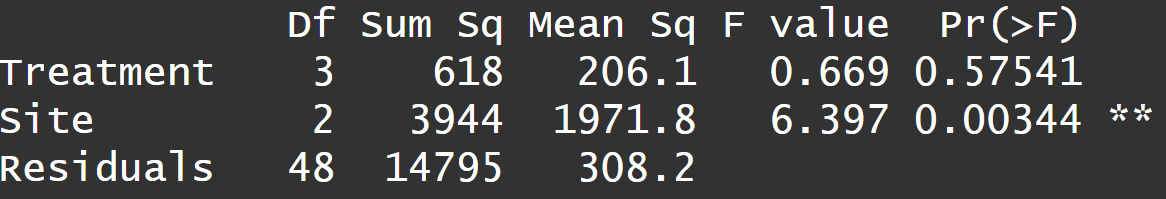 Df Sum Sq Mean Sq F value Pr(>F)
Treatment 3 618 206.1 0.669 0.57541
Site 2 3944 1971.8 6.397 0.00344 **
Residuals 48 14795 308.2